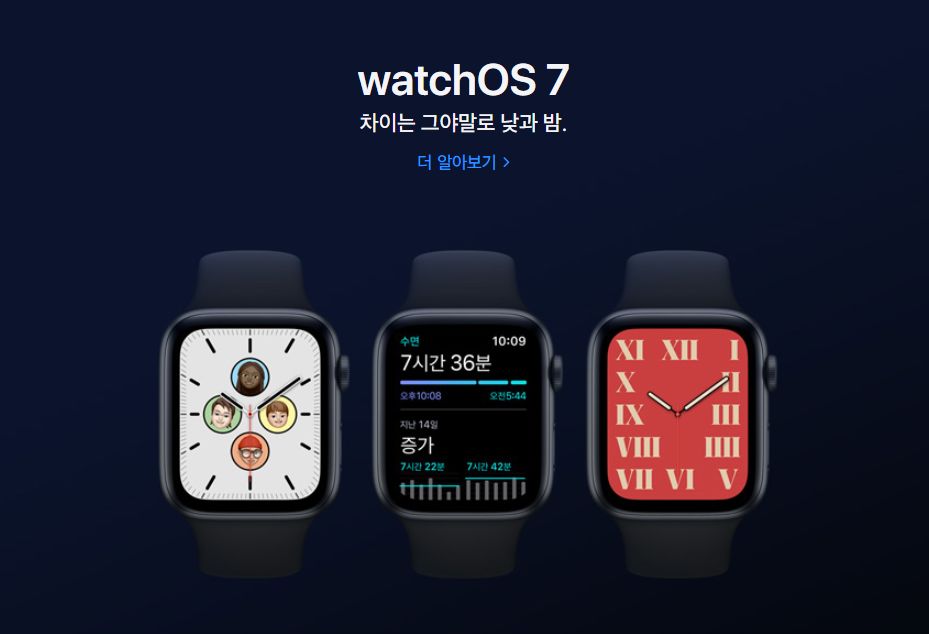 watchOS 7
차이는 그야말로 낮과 밤.
더 알아보기 >
수면 10:09
7시간 36분
오후10:08 오전5:44
지난 14일
증가
7시간 22분 7시간 42분
XI XII I
X II
IX III
VIII IIII
VII VI V